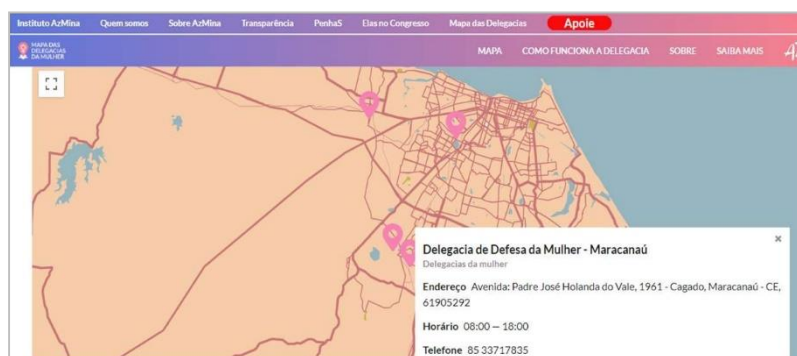 Instituto AzMina Quem somos Sobre AzMina Transparência PenhaS Elas no Congresso Mapa das Delegacias Apoie
MAPA DAS
DELEGACIAS
DA MULHER
MAPA COMO FUNCIONA A DELEGACIA SOBRE SAIBA MAIS
Delegacia de Defesa da Mulher - Maracanaú
Delegacias da mulher
Endereço Avenida: Padre José Holanda do Vale, 1961 - Cagado, Maracanaú - CE,
61905292
Horário 08:00 — 18:00
Telefone 85 33717835